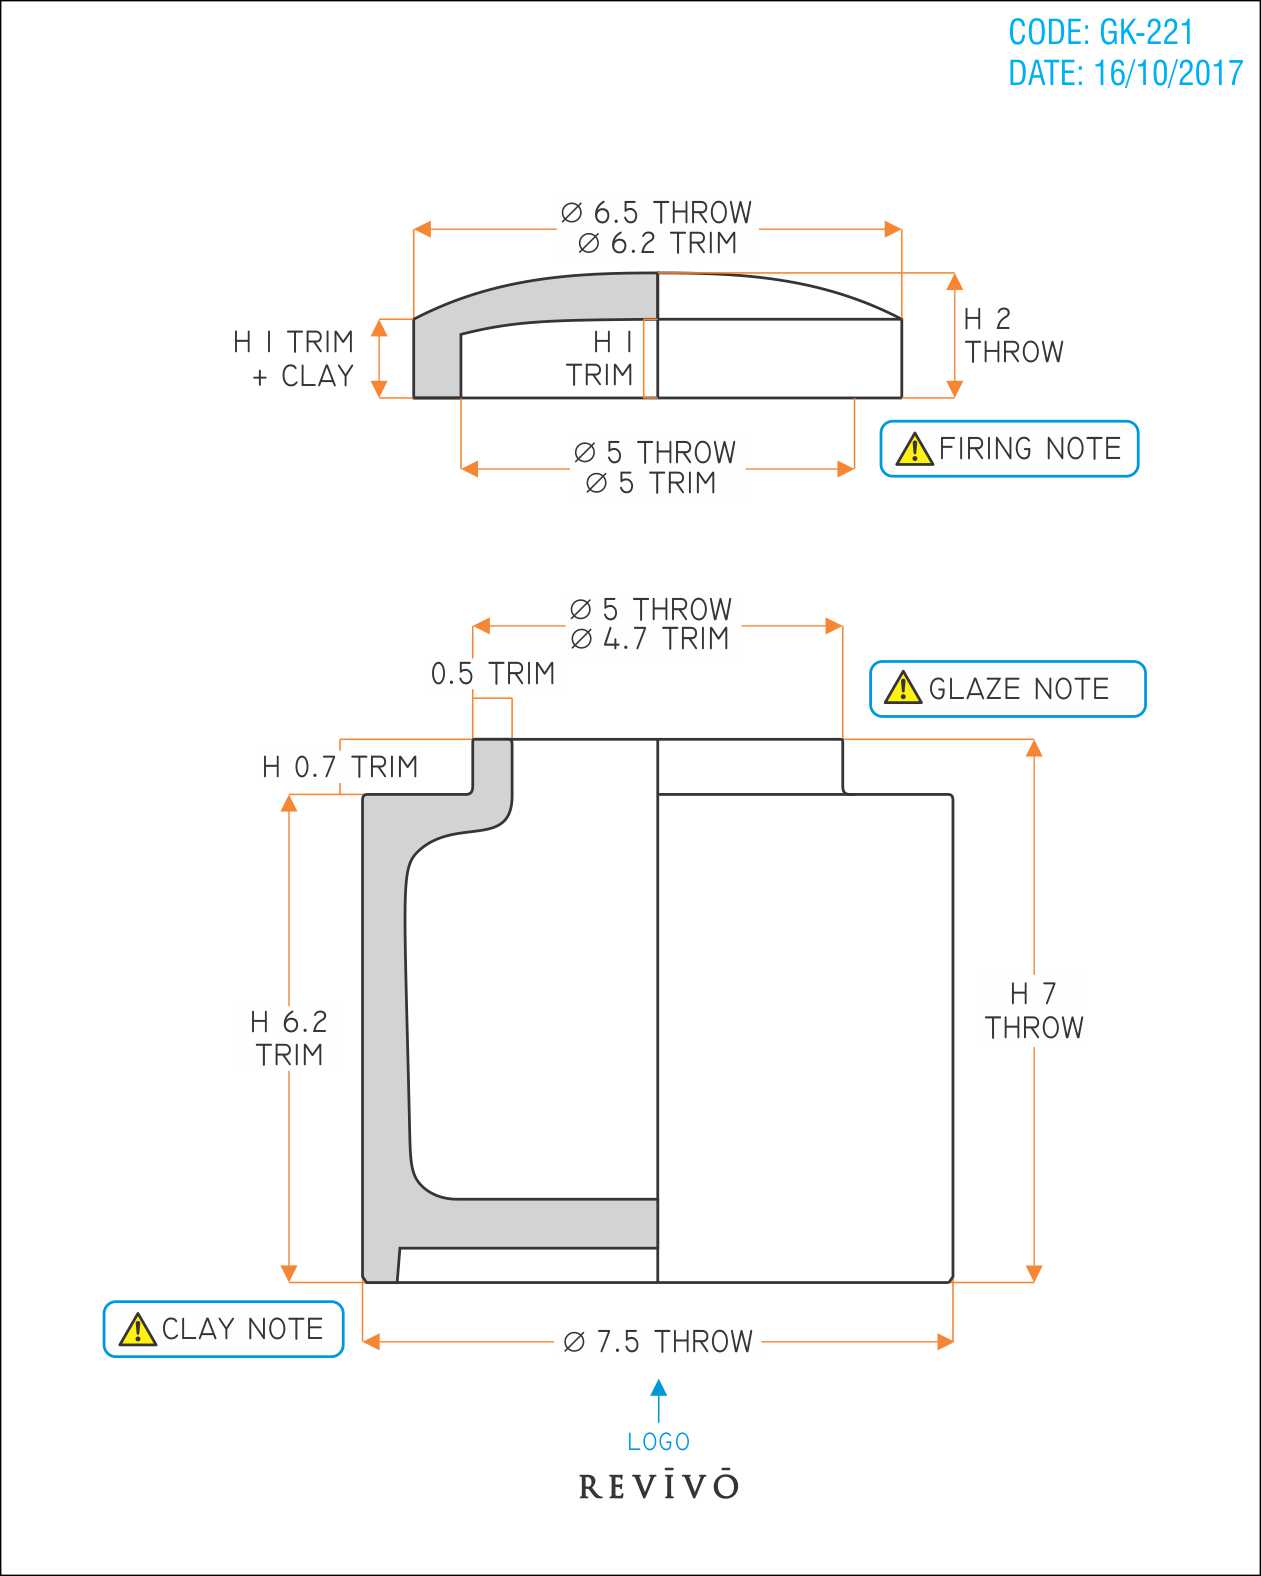 CODE: GK-221
DATE: 16/10/2017
Ø 6.5 THROW
Ø 6.2 TRIM
H 1 TRIM
+ CLAY
H 1
TRIM
H 2
THROW
Ø 5 THROW
Ø 5 TRIM
FIRING NOTE
Ø 5 THROW
Ø 4.7 TRIM
0.5 TRIM
GLAZE NOTE
H 0.7 TRIM
H 6.2
TRIM
H 7
THROW
CLAY NOTE
Ø 7.5 THROW
LOGO
REVĪVŌ